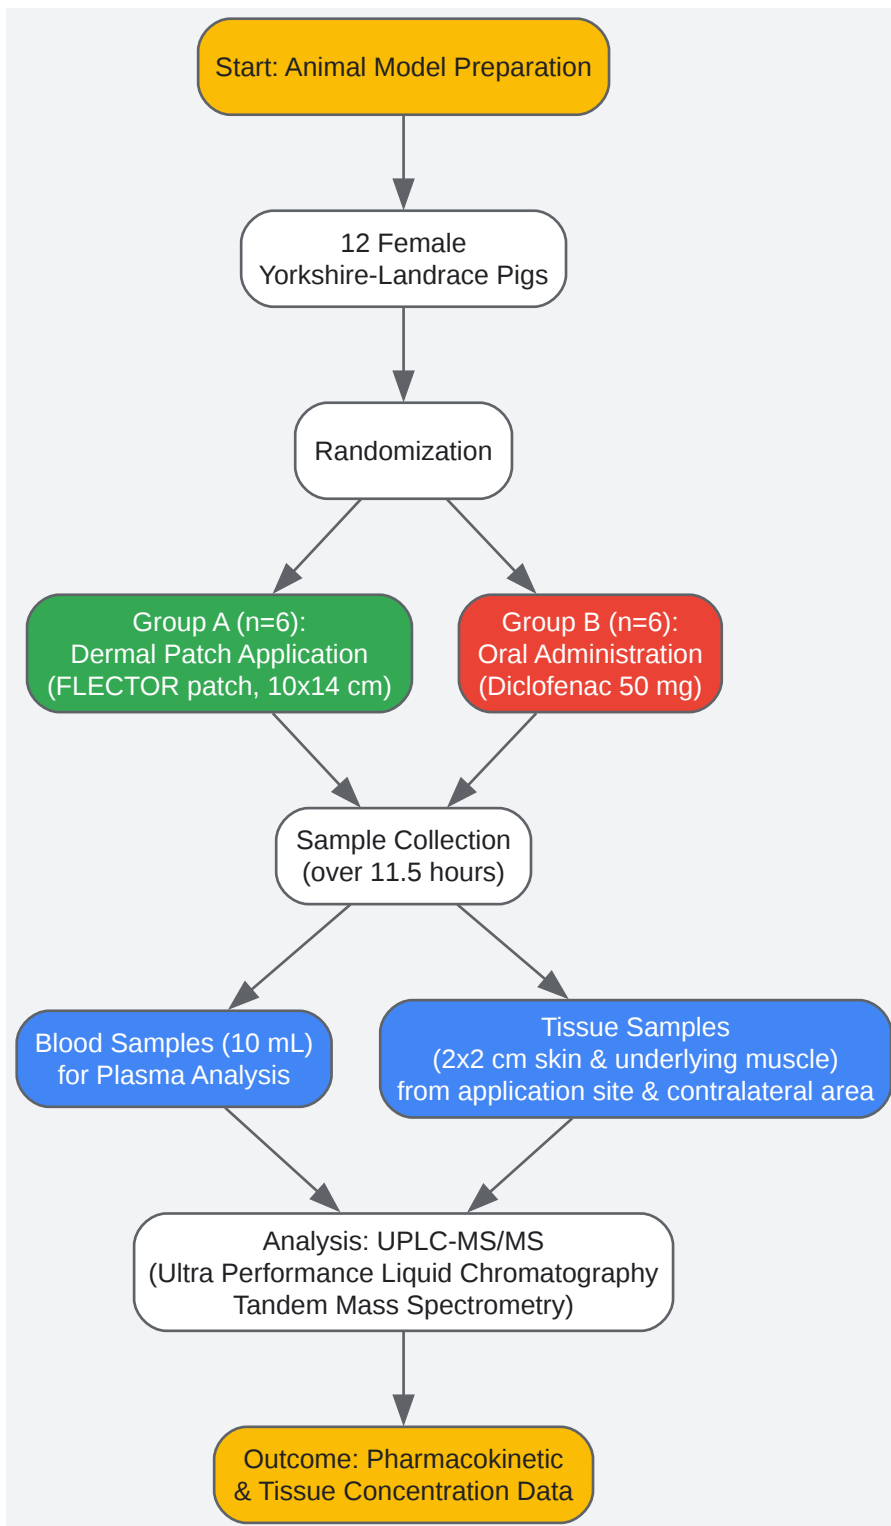 Start: Animal Model Preparation
12 Female
Yorkshire-Landrace Pigs
Randomization
Group A (n=6):
Dermal Patch Application
(FLECTOR patch, 10x14 cm)
Group B (n=6):
Oral Administration
(Diclofenac 50 mg)
Sample Collection
(over 11.5 hours)
Blood Samples (10 mL)
for Plasma Analysis
Tissue Samples
(2x2 cm skin & underlying muscle)
from application site & contralateral area
Analysis: UPLC-MS/MS
(Ultra Performance Liquid Chromatography
Tandem Mass Spectrometry)
Outcome: Pharmacokinetic
& Tissue Concentration Data